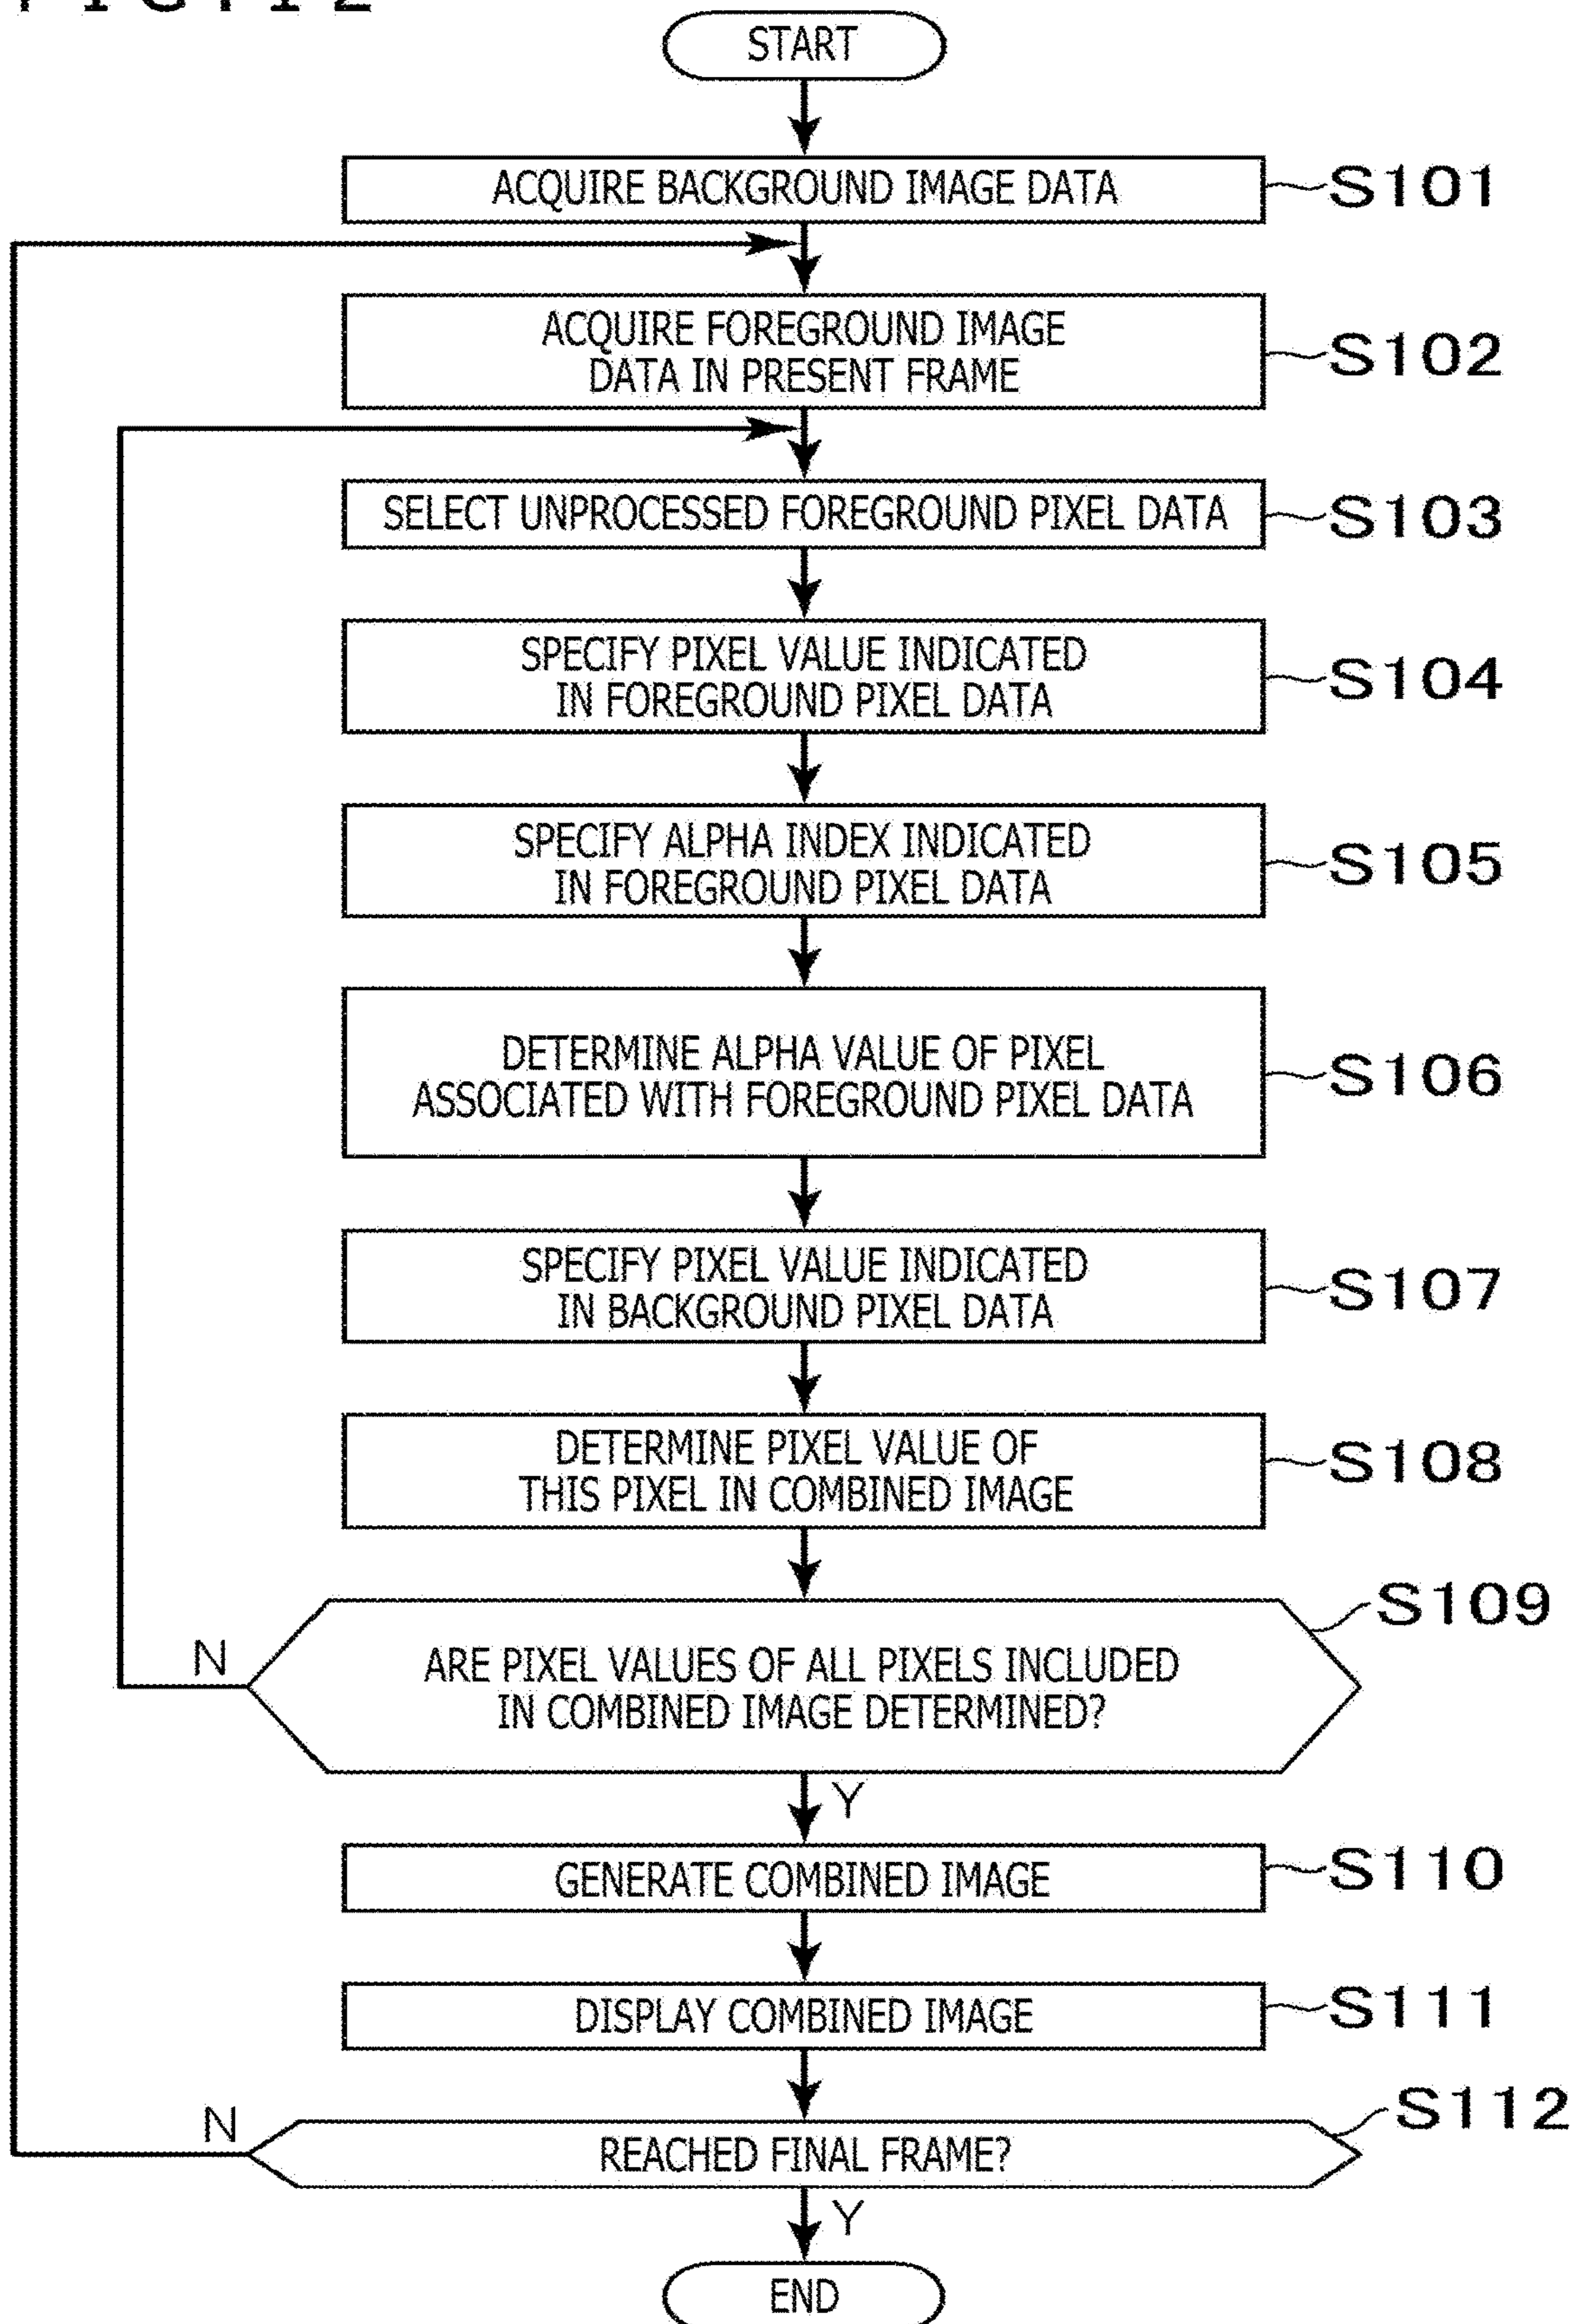 START
ACQUIRE BACKGROUND IMAGE DATA
S101
ACQUIRE FOREGROUND IMAGE
DATA IN PRESENT FRAME
S102
SELECT UNPROCESSED FOREGROUND PIXEL DATA
S103
SPECIFY PIXEL VALUE INDICATED
IN FOREGROUND PIXEL DATA
S104
SPECIFY ALPHA INDEX INDICATED
IN FOREGROUND PIXEL DATA
S105
DETERMINE ALPHA VALUE OF PIXEL
ASSOCIATED WITH FOREGROUND PIXEL DATA
S106
SPECIFY PIXEL VALUE INDICATED
IN BACKGROUND PIXEL DATA
S107
DETERMINE PIXEL VALUE OF
THIS PIXEL IN COMBINED IMAGE
S108
S109
N
ARE PIXEL VALUES OF ALL PIXELS INCLUDED
IN COMBINED IMAGE DETERMINED?
Y
GENERATE COMBINED IMAGE
S110
DISPLAY COMBINED IMAGE
S111
S112
N
REACHED FINAL FRAME?
Y
END